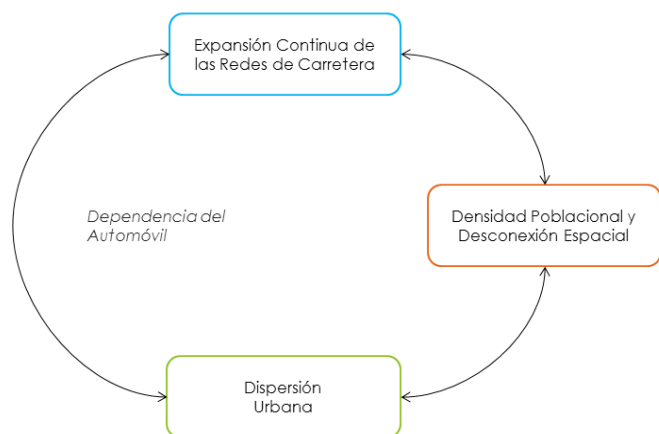 Expansión Continua de
las Redes de Carretera
Dependencia del
Automóvil
Densidad Poblacional y
Desconexión Espacial
Dispersión
Urbana